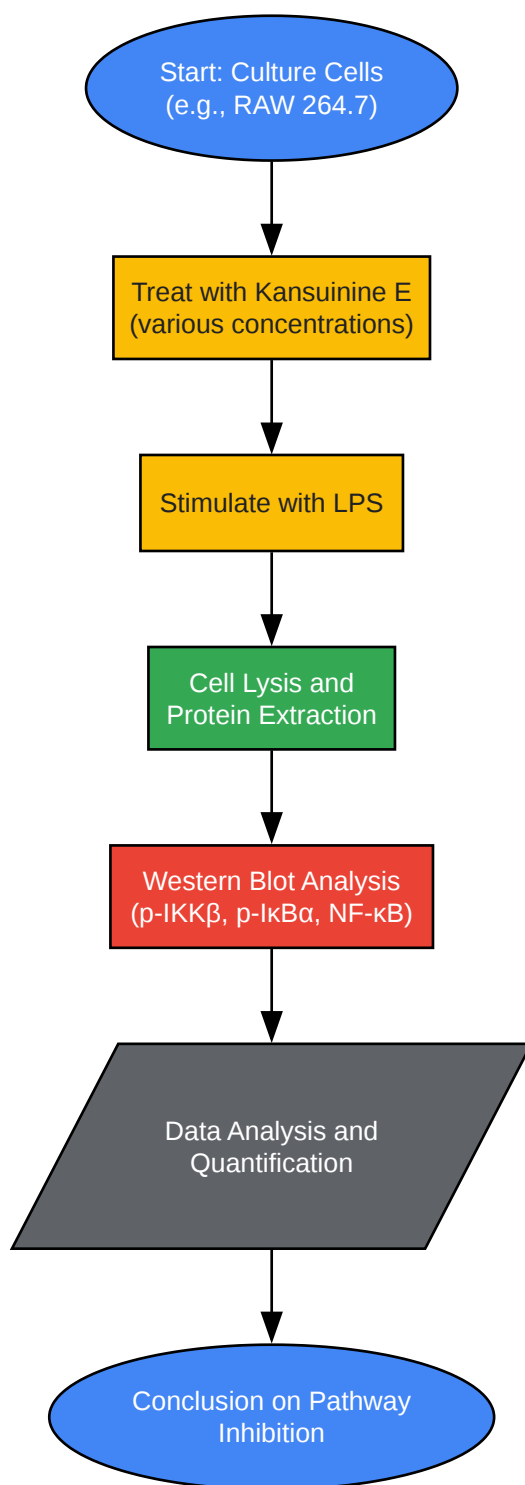 Start: Culture Cells
(e.g., RAW 264.7)
Treat with Kansuinine E
(various concentrations)
Stimulate with LPS
Cell Lysis and
Protein Extraction
Western Blot Analysis
(p-IKKβ, p-IκBα, NF-κB)
Data Analysis and
Quantification
Conclusion on Pathway
Inhibition